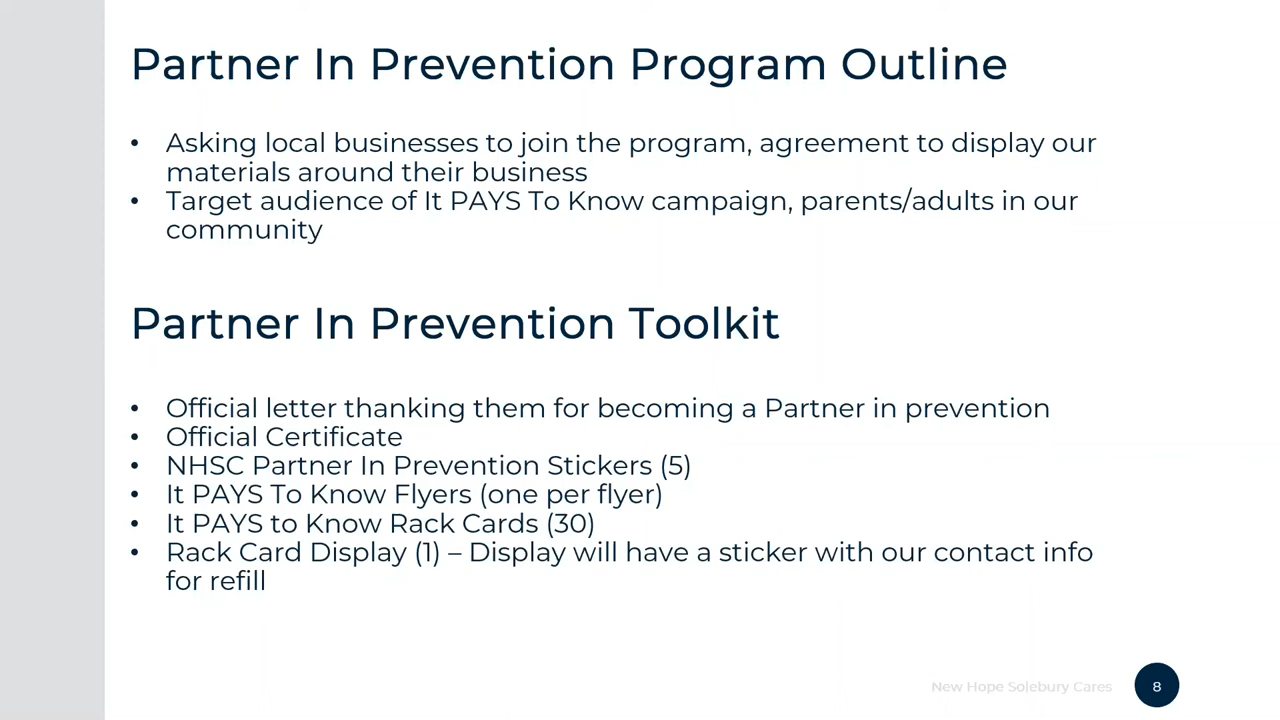 Partner In Prevention Program Outline
• Asking local businesses to join the program, agreement to display our
materials around their business
• Target audience of It PAYS To Know campaign, parents/adults in our
community
Partner In Prevention Toolkit
• Official letter thanking them for becoming a Partner in prevention
• Official Certificate
• NHSC Partner In Prevention Stickers (5)
• It PAYS To Know Flyers (one per flyer)
• It PAYS to Know Rack Cards (30)
• Rack Card Display (1) – Display will have a sticker with our contact info
for refill
New Hope Solebury Cares
8